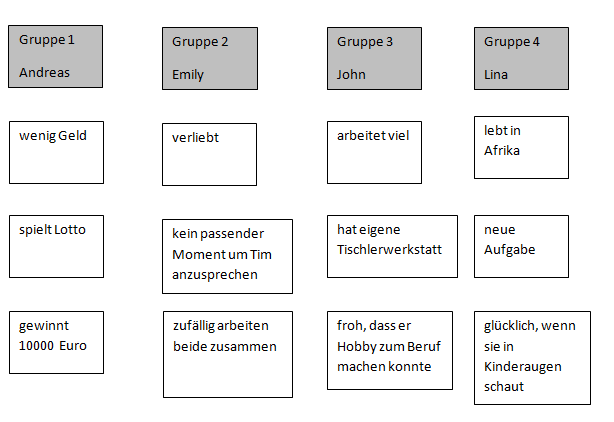 Gruppe 1
Andreas
Gruppe 2
Emily
Gruppe 3
John
Gruppe 4
Lina
wenig Geld
verliebt
arbeitet viel
lebt in
Afrika
spielt Lotto
kein passender
Moment um Tim
anzusprechen
hat eigene
Tischlerwerkstatt
neue
Aufgabe
gewinnt
10000 Euro
zufällig arbeiten
beide zusammen
froh, dass er
Hobby zum Beruf
machen konnte
glücklich, wenn
sie in
Kinderaugen
schaut